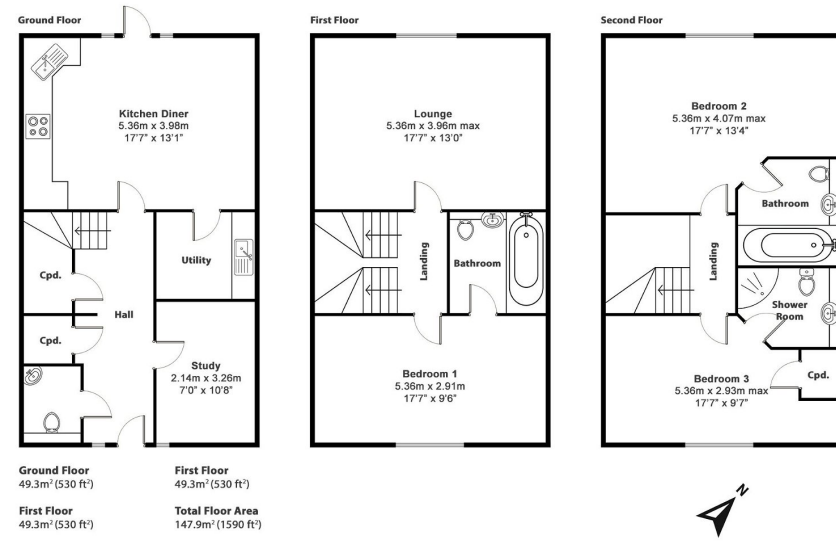 Ground Floor
Kitchen Diner
5.36m x 3.98m
17'7" x 13'1"
Utility
Cpd.
Hall
Cpd.
Study
2.14m x 3.26m
7'0" x 10'8"
First Floor
Lounge
5.36m x 3.96m max
17'7" x 13'0"
Landing
Bathroom
Bedroom 1
5.36m x 2.91m
17'7" x 9'6"
Second Floor
Bedroom 2
5.36m x 4.07m max
17'7" x 13'4"
Bathroom
Landing
Shower
Room
Bedroom 3
5.36m x 2.93m max
17'7" x 9'7"
Cpd.
Ground Floor
49.3m² (530 ft²)
First Floor
49.3m² (530 ft²)
First Floor
49.3m² (530 ft²)
Total Floor Area
147.9m² (1590 ft²)
N